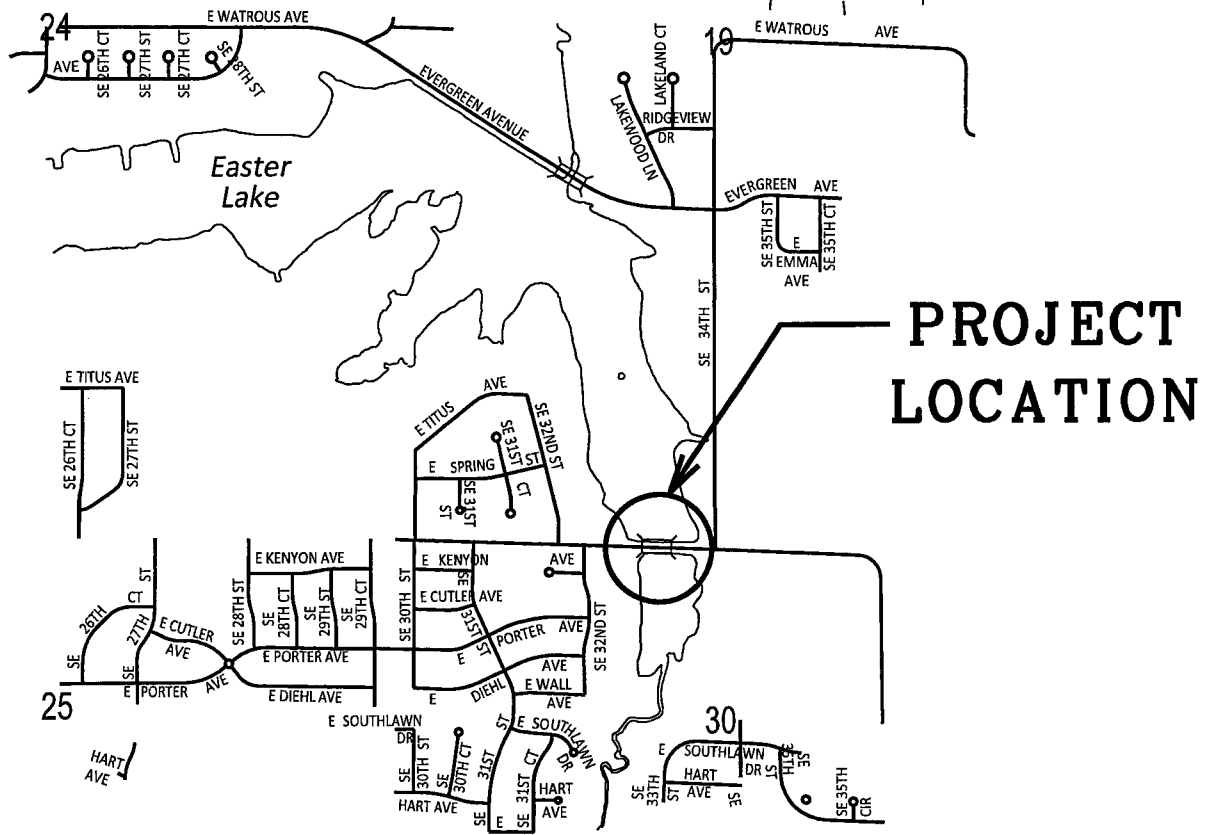 24
E WATROUS AVE
19
E WATROUS AVE
AVE
SE 26TH CT
SE 27TH ST
SE 27TH CT
SE 28TH ST
EVERGREEN AVENUE
LAKELAND CT
LAKEWOOD LN
RIDGEVIEW
DR
Easter
Lake
EVERGREEN AVE
SE 35TH ST
SE 35TH CT
E
EMMA
AVE
SE 34TH ST
PROJECT
LOCATION
E TITUS AVE
SE 26TH CT
SE 27TH ST
E TITUS AVE
SE 32ND ST
SE 31ST
CT
E SPRING ST
SE 31ST
ST
E KENYON AVE
E KENYON AVE
SE 28TH ST
SE
28TH CT
SE
29TH ST
SE
29TH CT
SE 30TH ST
SE
31ST ST
E CUTLER AVE
SE 32ND ST
SE 26TH CT
SE 27TH ST
E CUTLER
AVE
E PORTER AVE
E PORTER AVE
E PORTER AVE
E DIEHL AVE
E DIEHL AVE
E WALL
AVE
25
E SOUTHLAWN
DR
SE 30TH ST
SE
30TH CT
SE 31ST ST
E SOUTHLAWN
DR
SE 31ST CT
HART
AVE
HART AVE
HART
AVE
E
30
E SOUTHLAWN
DR
SE
35TH
ST
SE
33TH
ST
HART
AVE
SE
SE 35TH
CIR